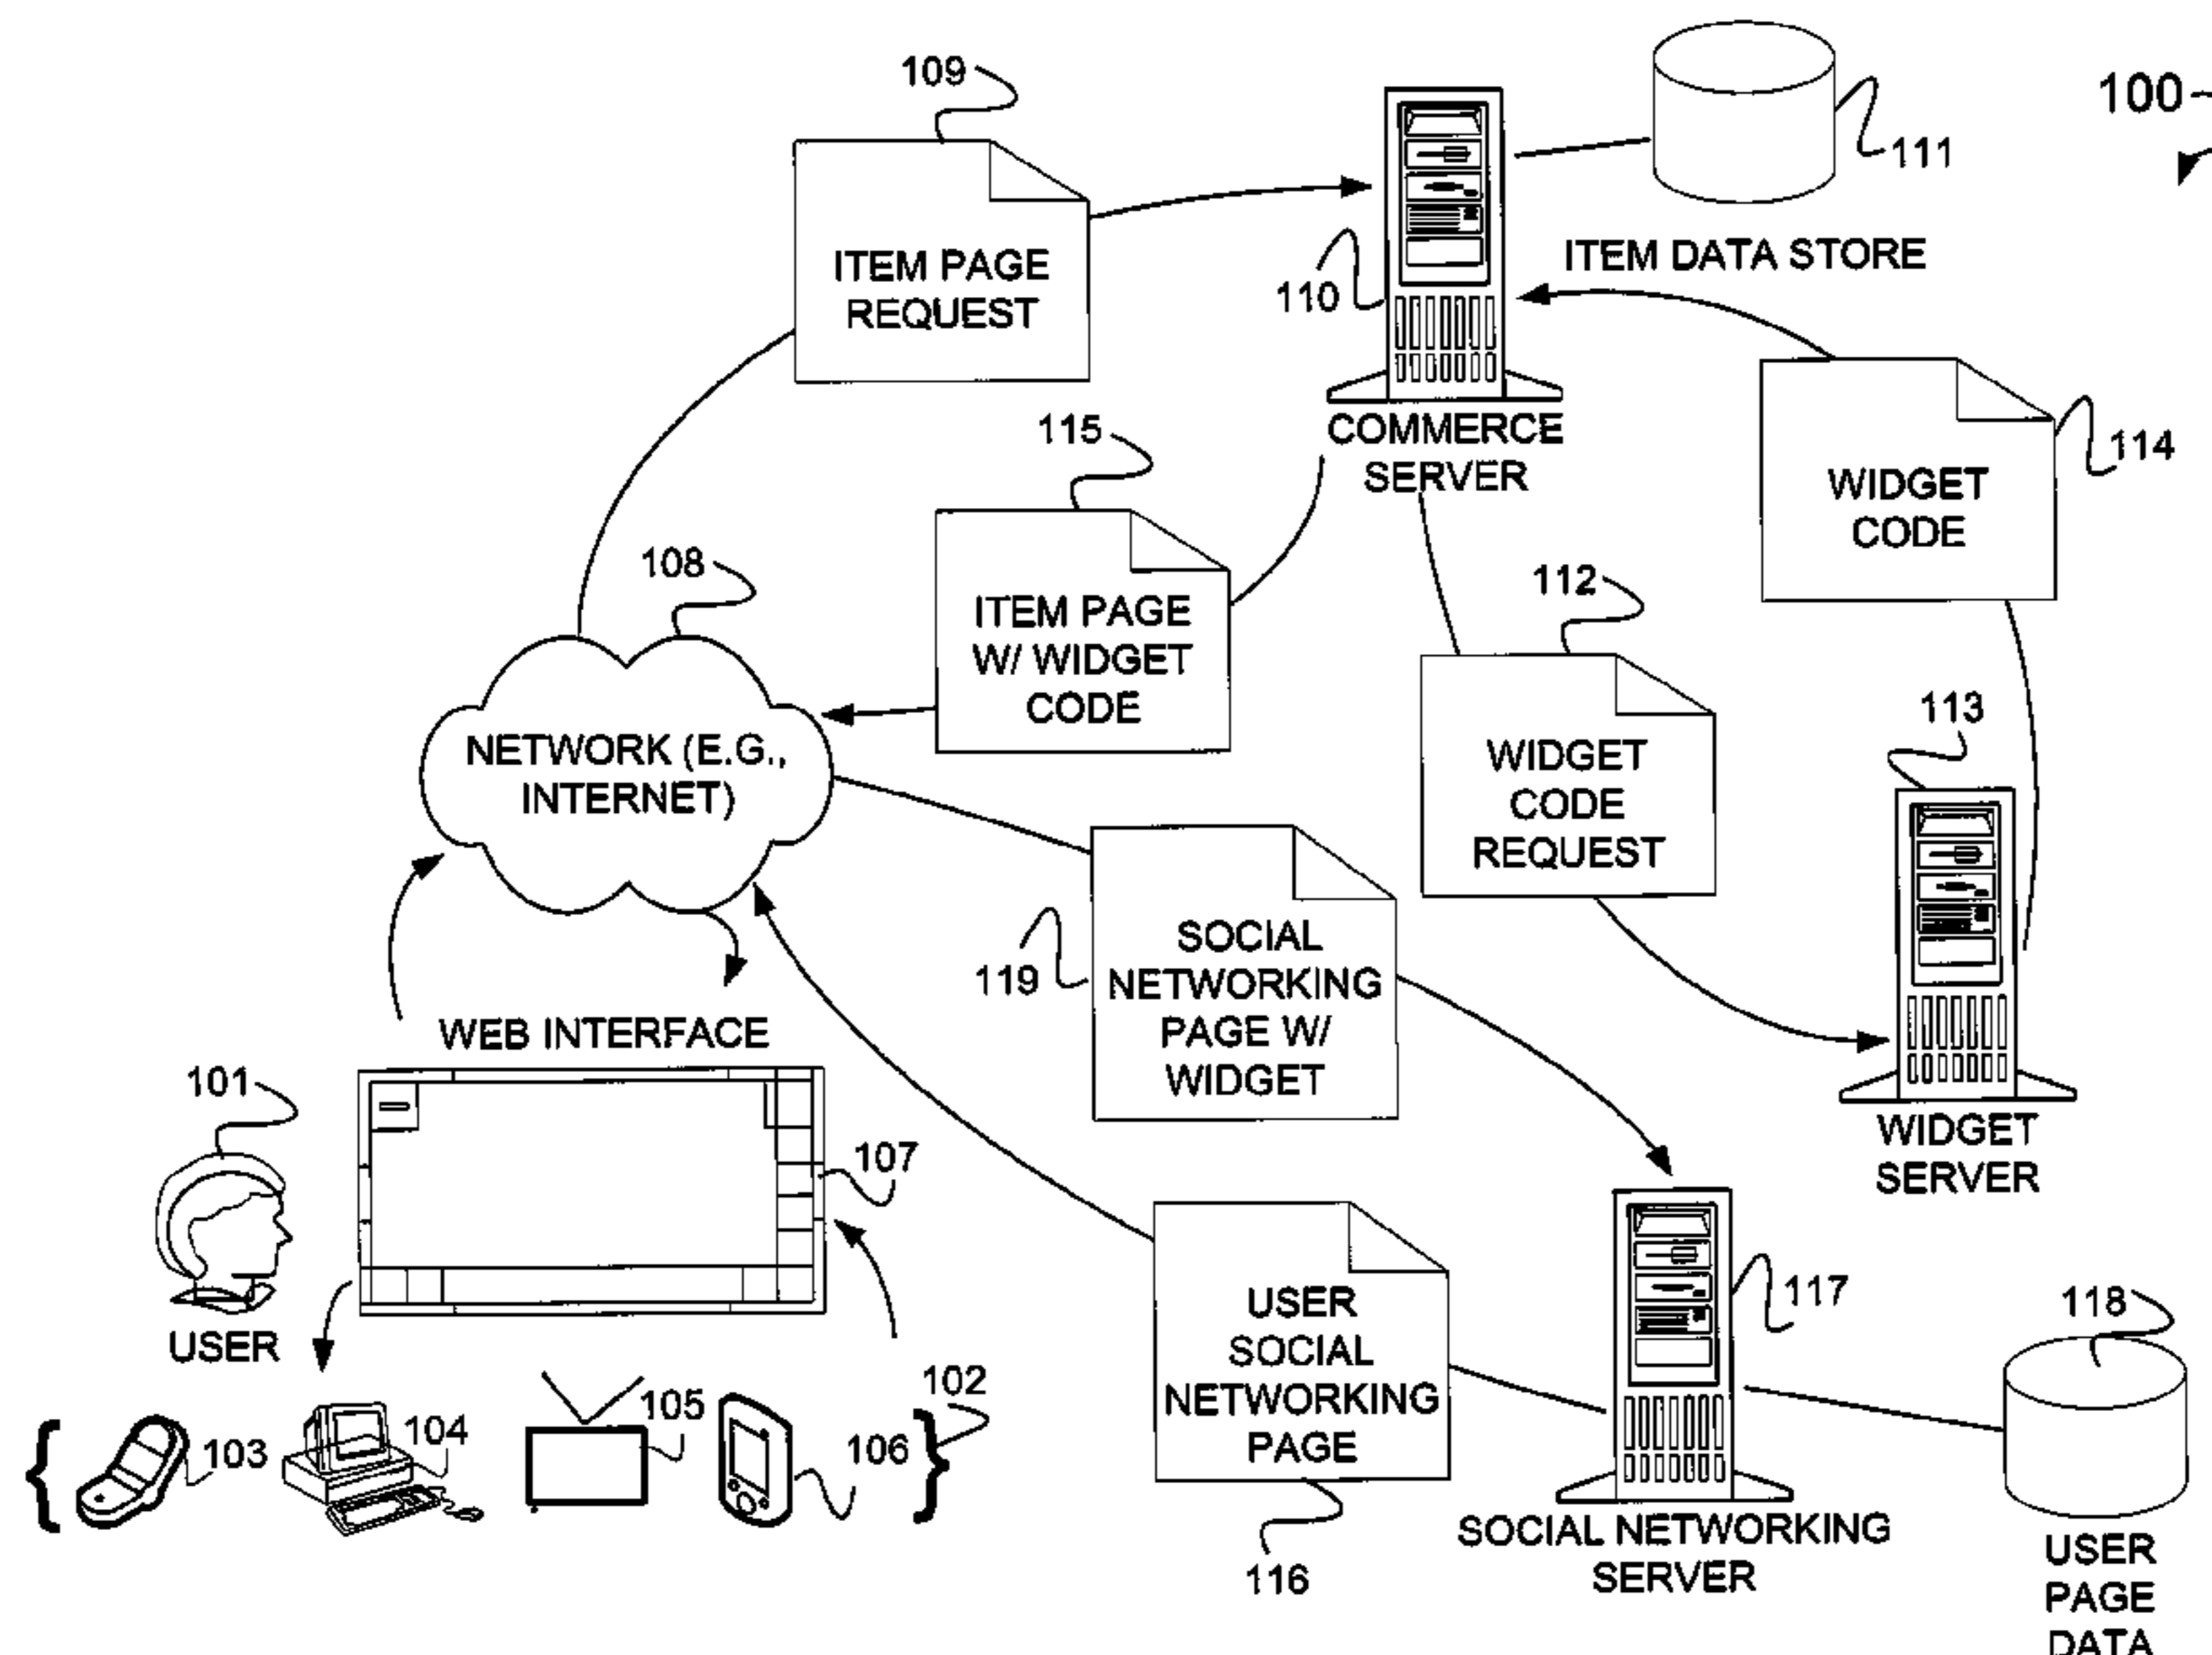 109
100
111
ITEM PAGE
REQUEST
110
ITEM DATA STORE
115
COMMERCE
SERVER
114
WIDGET
CODE
108
ITEM PAGE
W/ WIDGET
CODE
112
NETWORK (E.G.,
INTERNET)
WIDGET
CODE
REQUEST
113
119
SOCIAL
NETWORKING
PAGE W/
WIDGET
WEB INTERFACE
101
107
WIDGET
SERVER
USER
USER
SOCIAL
NETWORKING
PAGE
117
118
102
103
104
105
106
116
SOCIAL NETWORKING
SERVER
USER
PAGE
DATA